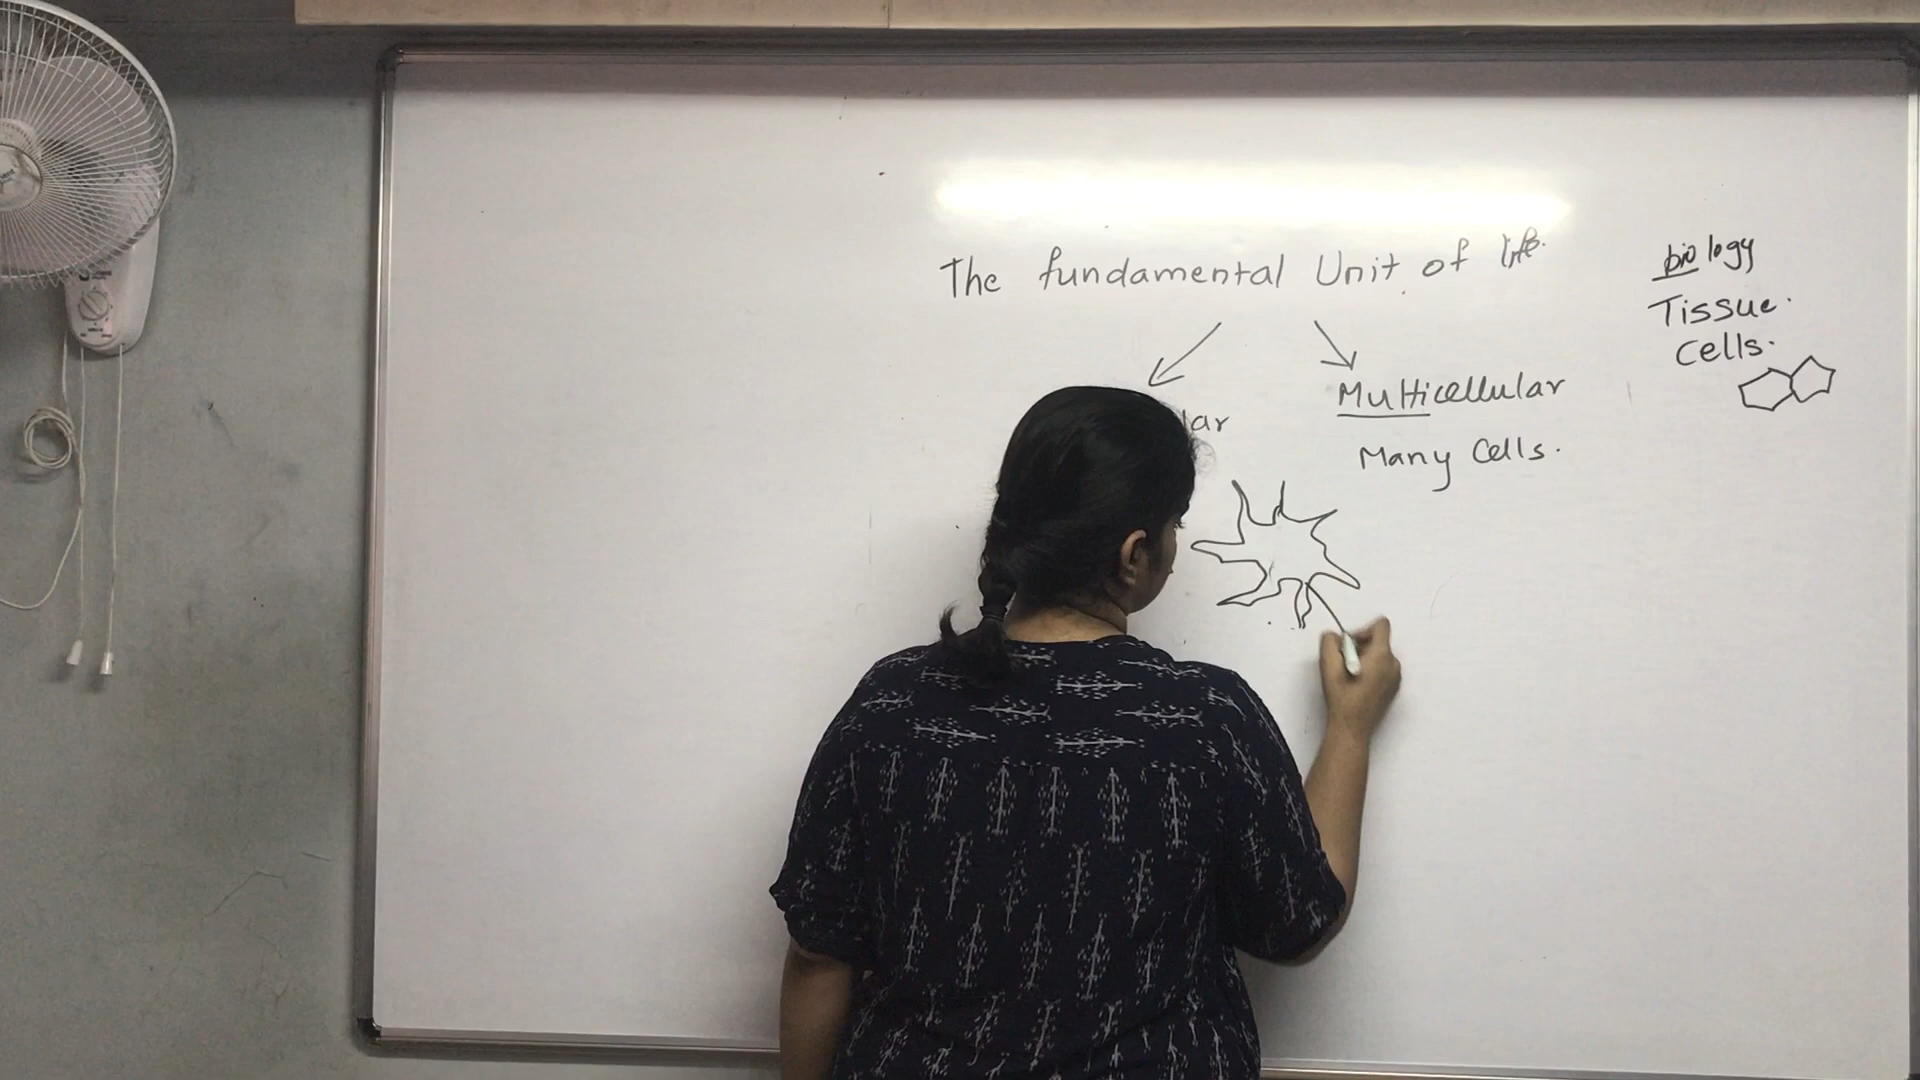 The fundamental Unit of life.
biology
Tissue.
Cells.
lar
Multicellular
Many Cells.